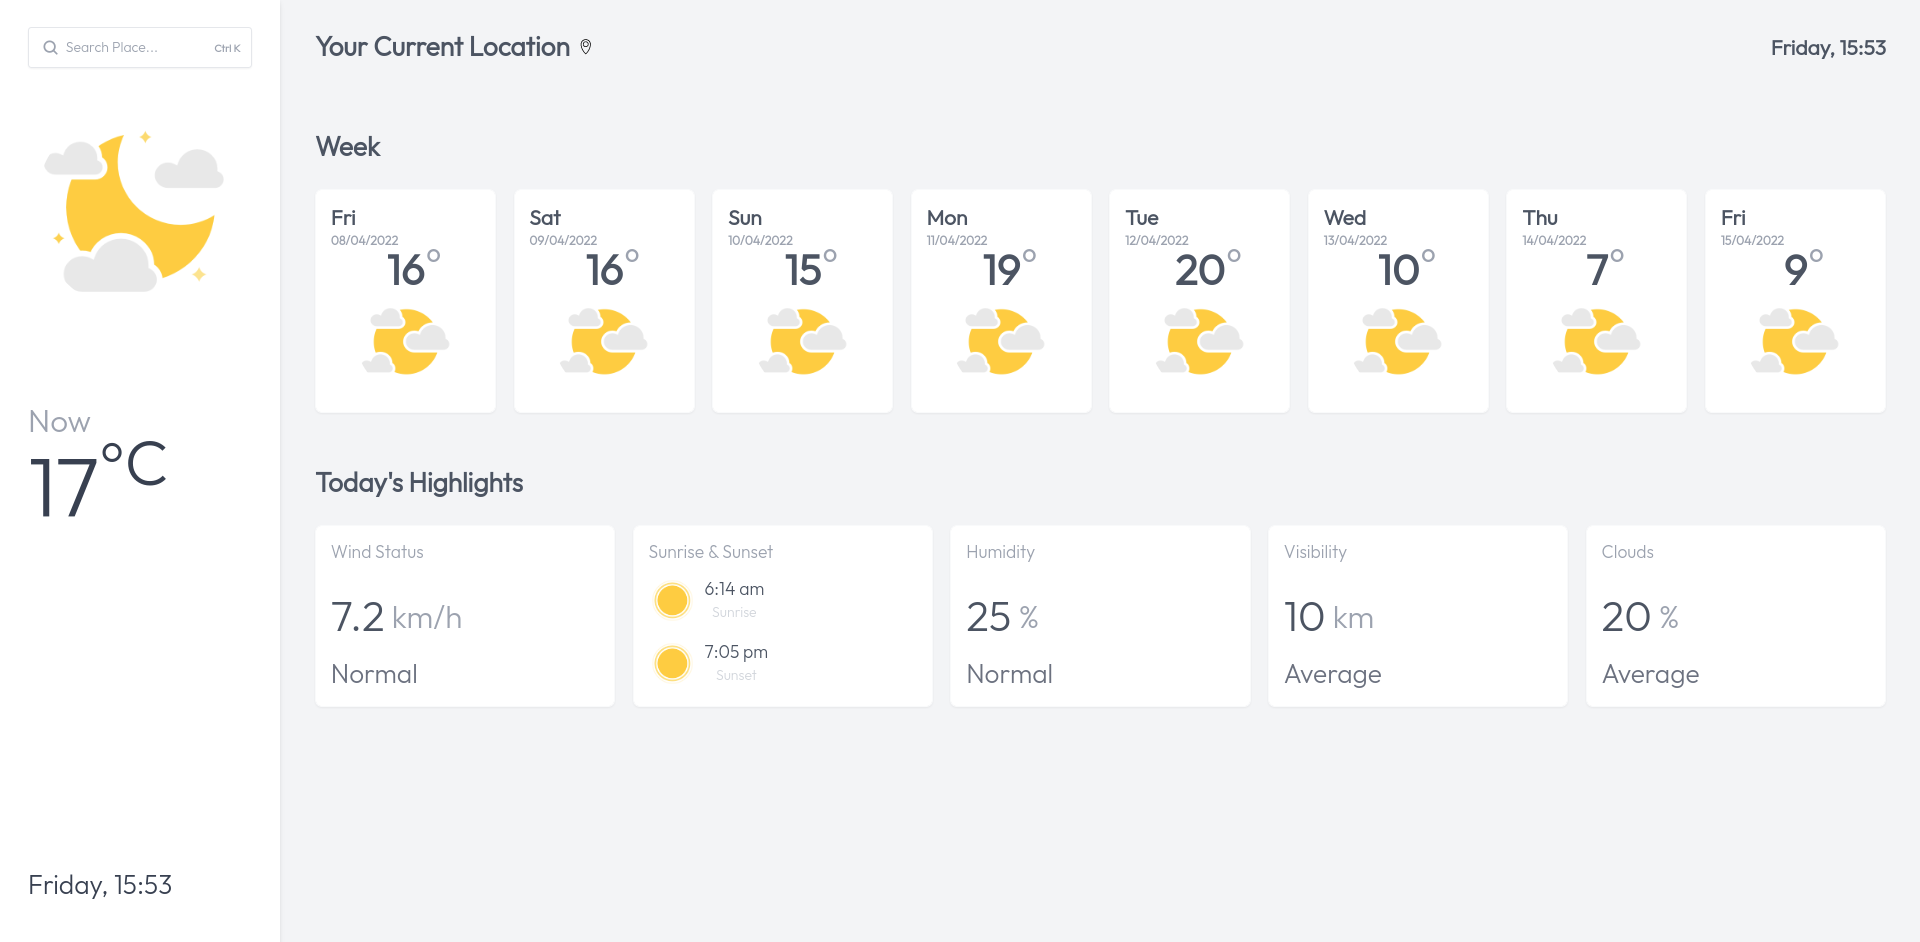 Search Place...
Ctrl K
Now
17°C
Friday, 15:53
Your Current Location
Friday, 15:53
Week
Fri
08/04/2022
16°
Sat
09/04/2022
16°
Sun
10/04/2022
15°
Mon
11/04/2022
19°
Tue
12/04/2022
20°
Wed
13/04/2022
10°
Thu
14/04/2022
7°
Fri
15/04/2022
9°
Today's Highlights
Wind Status
7.2 km/h
Normal
Sunrise & Sunset
6:14 am
Sunrise
7:05 pm
Sunset
Humidity
25 %
Normal
Visibility
10 km
Average
Clouds
20 %
Average